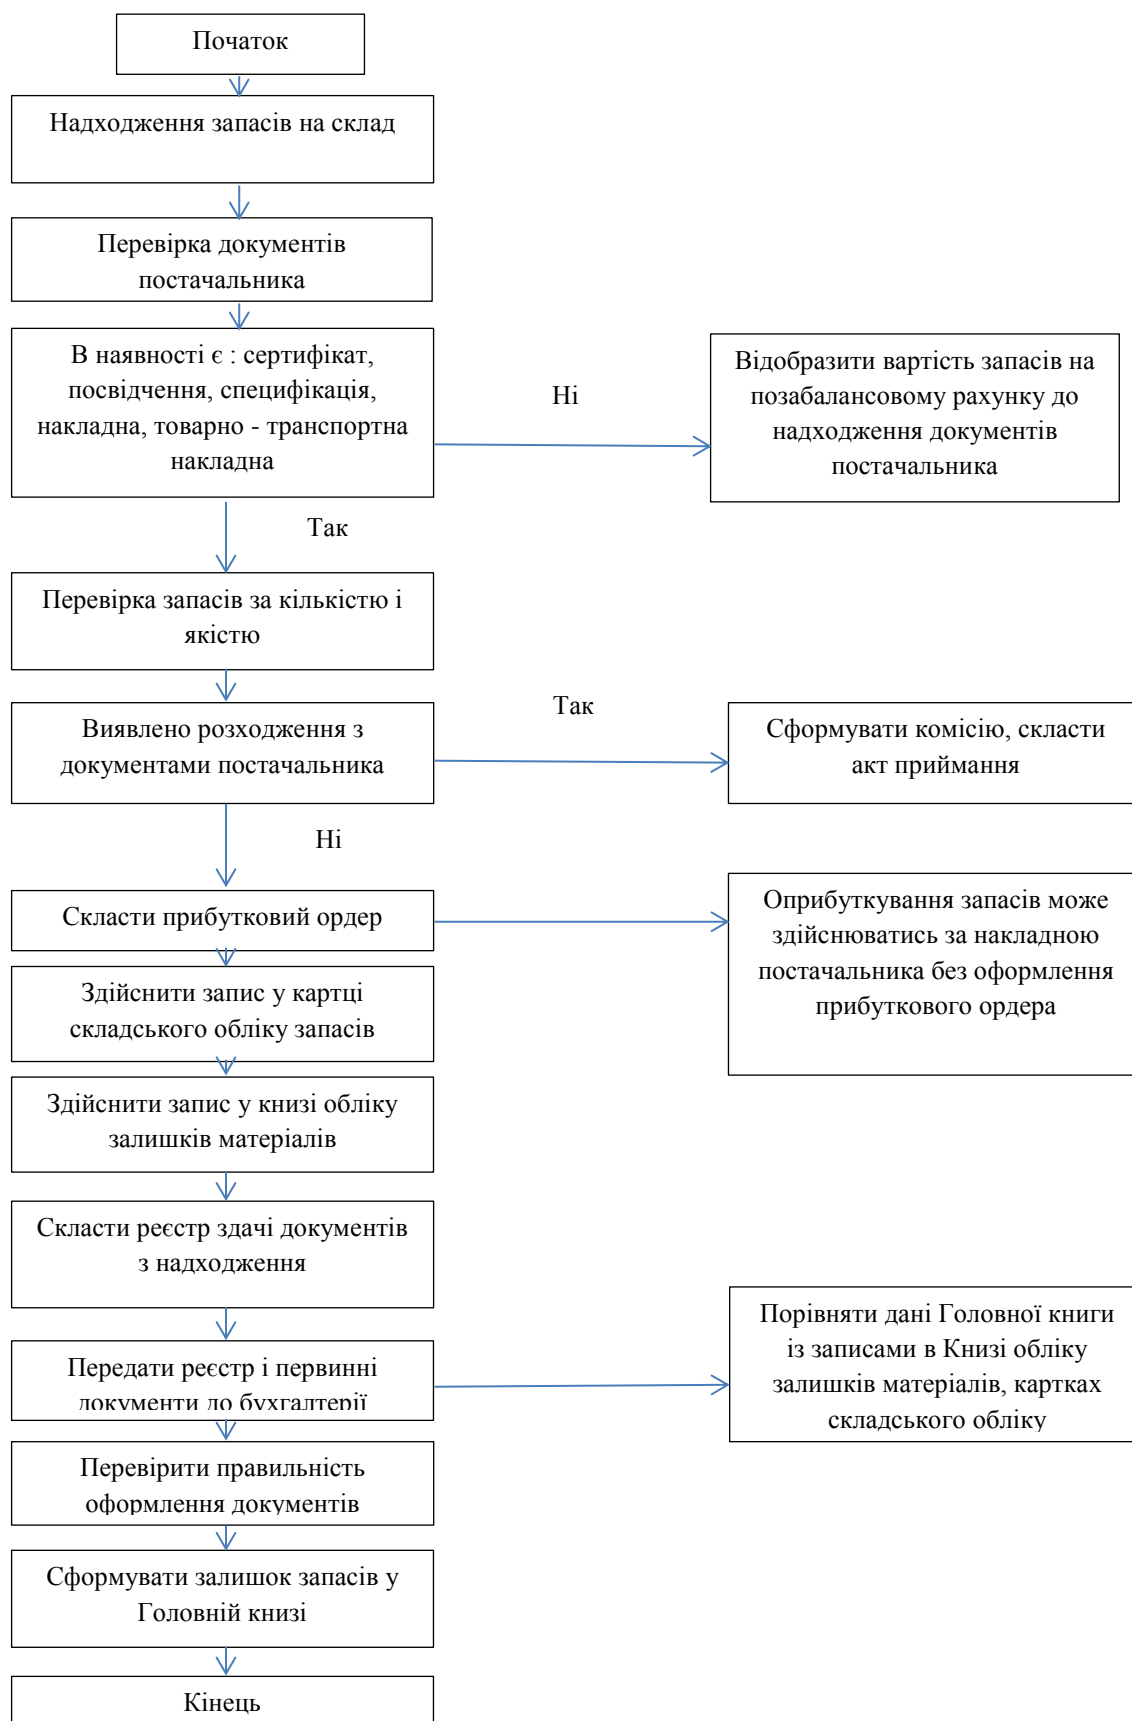 Початок
Надходження запасів на склад
Перевірка документів
постачальника
В наявності є : сертифікат,
посвідчення, специфікація,
накладна, товарно - транспортна
накладна
Ні
Відобразити вартість запасів на
позабалансовому рахунку до
надходження документів
постачальника
Так
Перевірка запасів за кількістю і
якістю
Виявлено розходження з
документами постачальника
Так
Сформувати комісію, скласти
акт приймання
Ні
Скласти прибутковий ордер
Оприбуткування запасів може
здійснюватись за накладною
постачальника без оформлення
прибуткового ордера
Здійснити запис у картці
складського обліку запасів
Здійснити запис у книзі обліку
залишків матеріалів
Скласти реєстр здачі документів
з надходження
Передати реєстр і первинні
документи до бухгалтерії
Порівняти дані Головної книги
із записами в Книзі обліку
залишків матеріалів, картках
складського обліку
Перевірити правильність
оформлення документів
Сформувати залишок запасів у
Головній книзі
Кінець